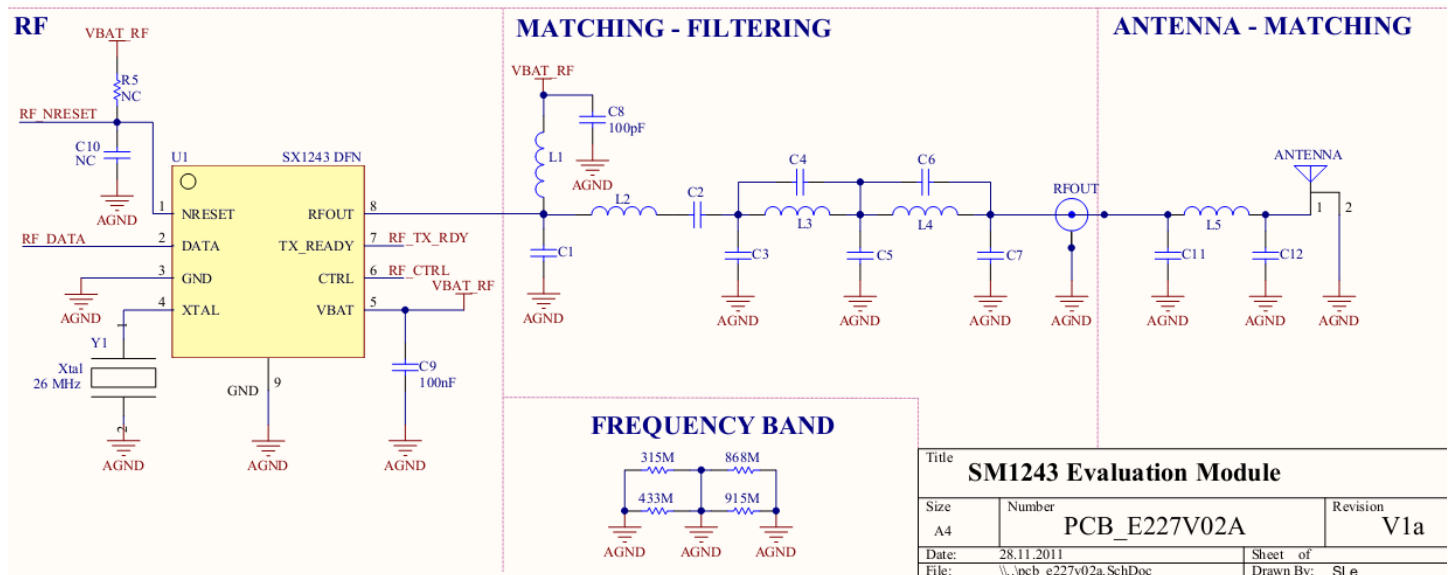 RF
VBAT_RF
R5
NC
RF_NRESET
C10
NC
AGND
U1
SX1243 DFN
1
NRESET
RFOUT
8
RF_DATA
2
DATA
TX_READY
7
RF_TX_RDY
3
GND
CTRL
6
RF_CTRL
AGND
4
XTAL
VBAT
5
VBAT_RF
1
Y1
Xtal
26 MHz
2
AGND
GND
9
AGND
C9
100nF
AGND
MATCHING - FILTERING
VBAT_RF
C8
100pF
AGND
L1
L2
C2
C4
C6
L3
L4
C1
C3
C5
C7
AGND
AGND
AGND
AGND
RFOUT
AGND
ANTENNA - MATCHING
ANTENNA
1
2
L5
C11
C12
AGND
AGND
AGND
FREQUENCY BAND
315M
868M
433M
915M
AGND
AGND
AGND
Title
SM1243 Evaluation Module
Size
A4
Number
PCB_E227V02A
Revision
V1a
Date:
28.11.2011
Sheet of
File:
\\..\pcb_e227v02a.SchDoc
Drawn By:
SLe